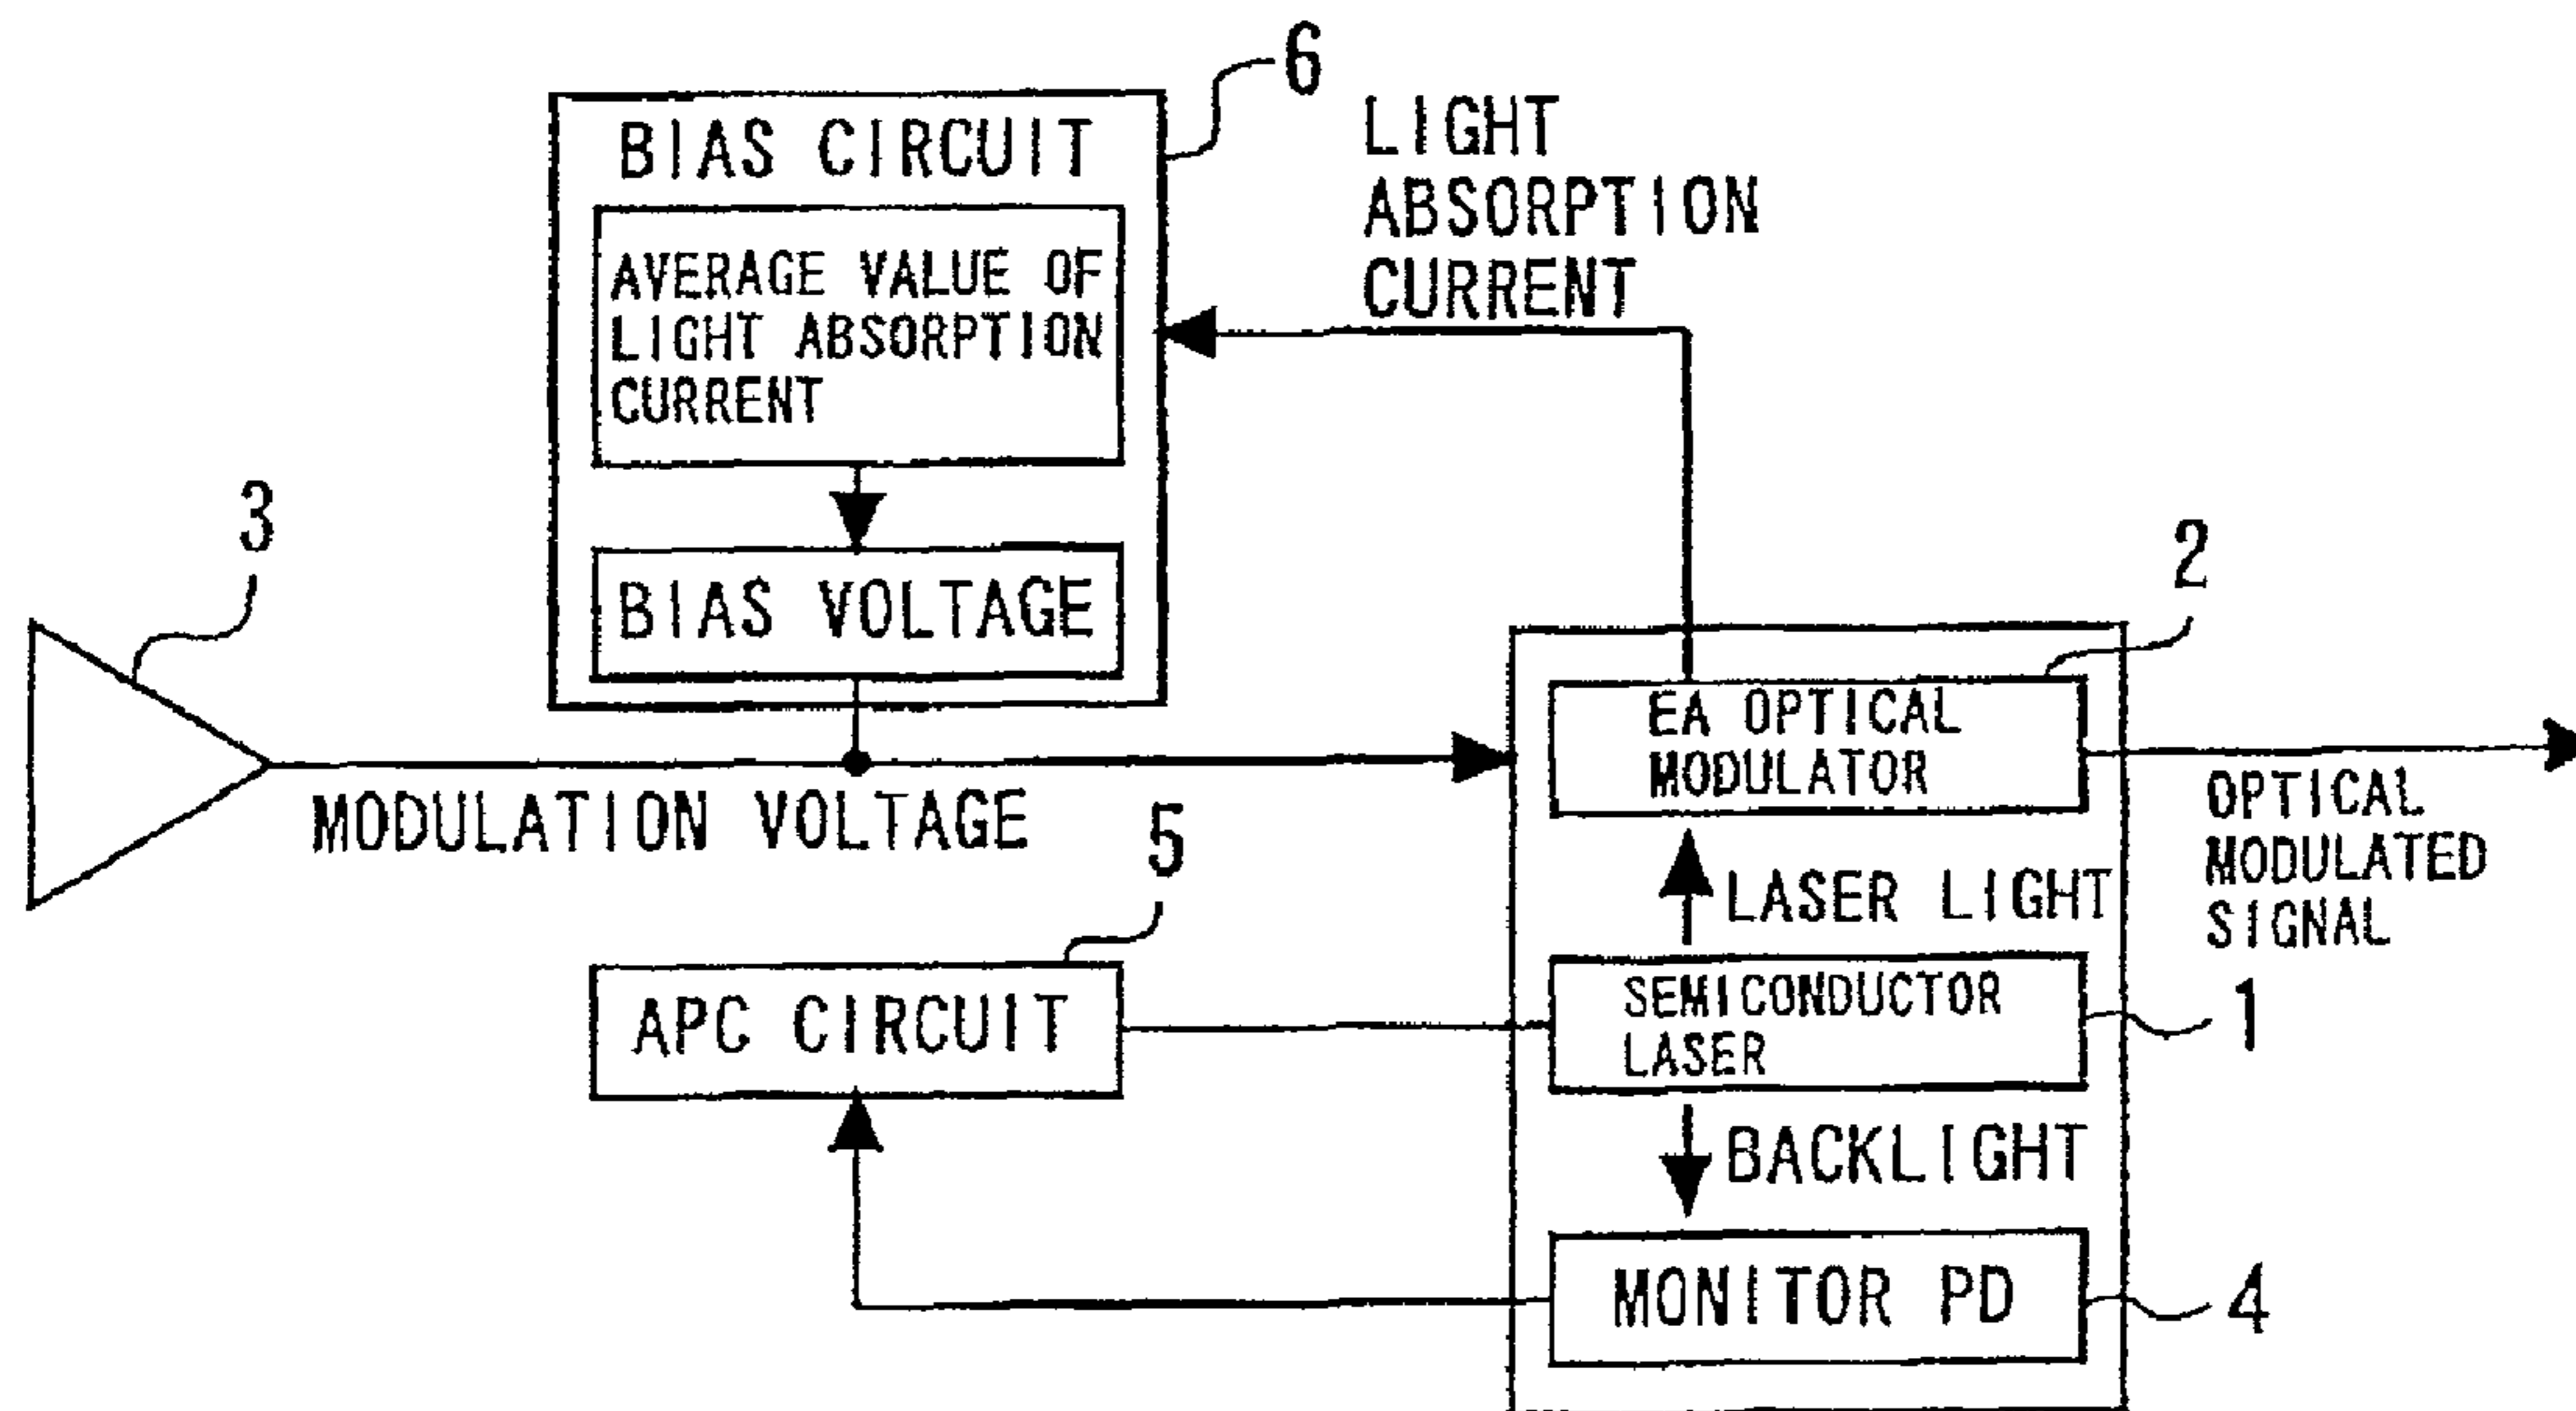 6
BIAS CIRCUIT
AVERAGE VALUE OF
LIGHT ABSORPTION
CURRENT
BIAS VOLTAGE
LIGHT
ABSORPTION
CURRENT
3
MODULATION VOLTAGE
2
EA OPTICAL
MODULATOR
OPTICAL
MODULATED
SIGNAL
LASER LIGHT
5
APC CIRCUIT
SEMICONDUCTOR
LASER
1
BACKLIGHT
MONITOR PD
4